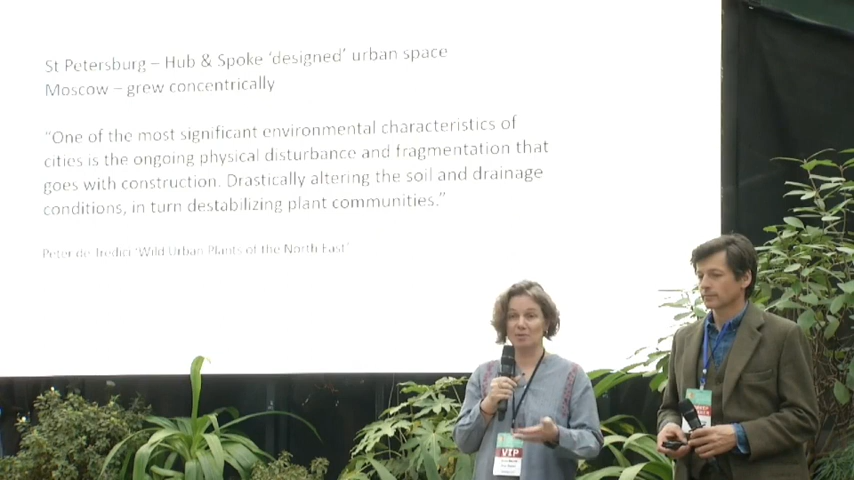 St Petersburg – Hub & Spoke 'designed' urban space
Moscow – grew concentrically
"One of the most significant environmental characteristics of
cities is the ongoing physical disturbance and fragmentation that
goes with construction. Drastically altering the soil and drainage
conditions, in turn destabilizing plant communities."
Peter de Tredici 'Wild Urban Plants of the North East'
VIP